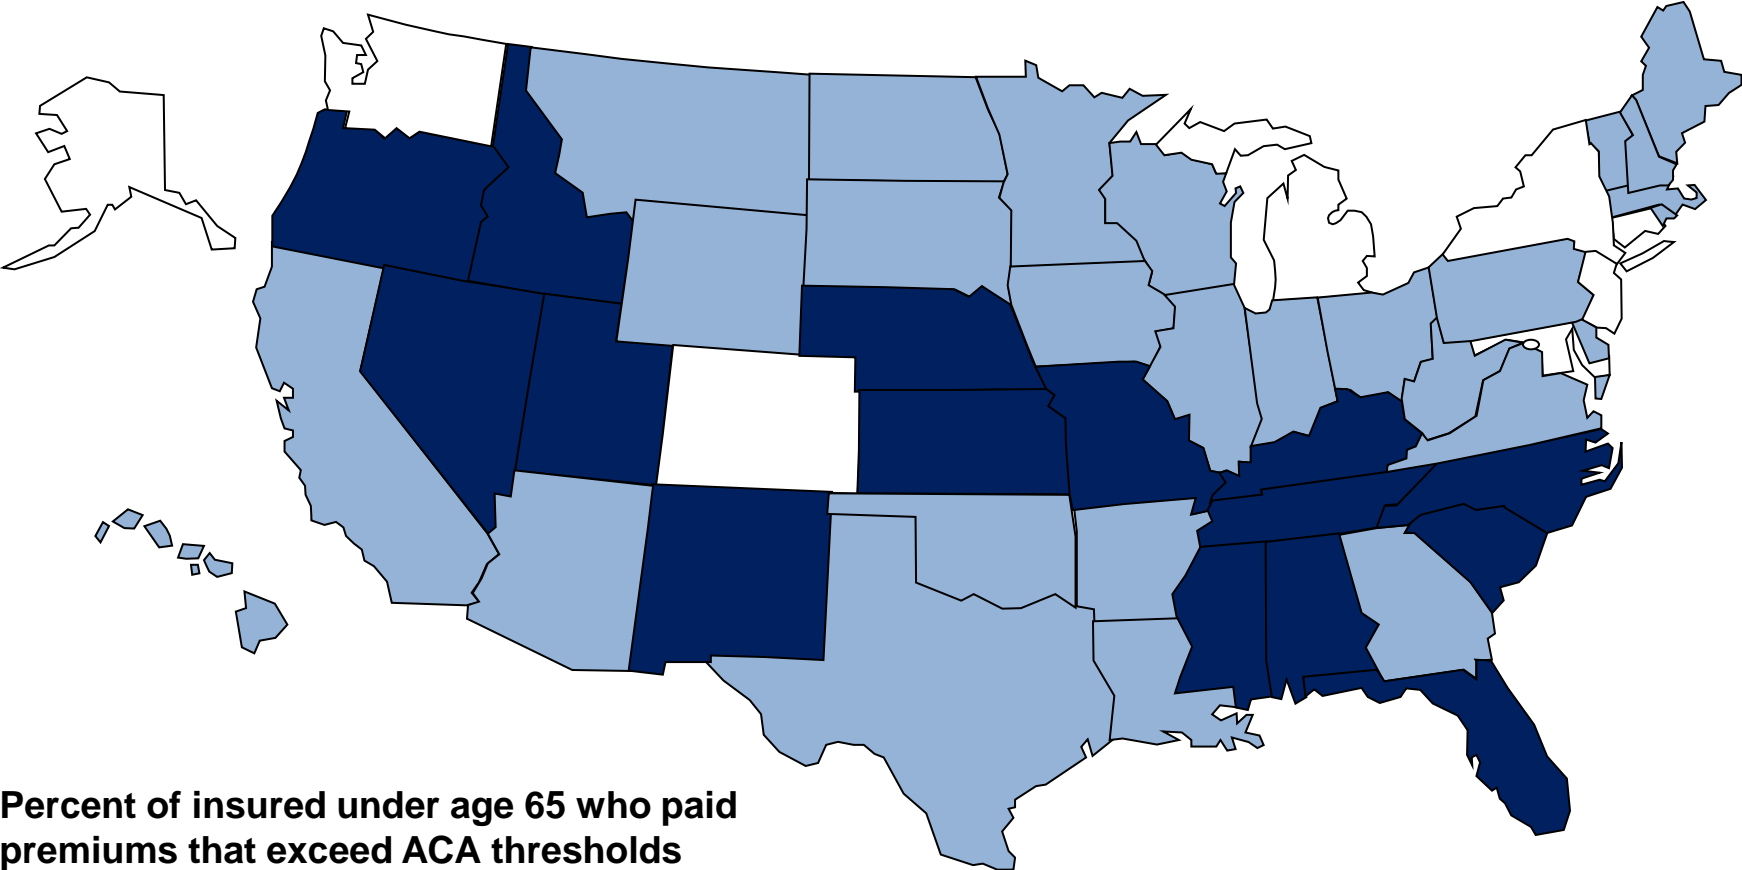 Percent of insured under age 65 who paid
premiums that exceed ACA thresholds